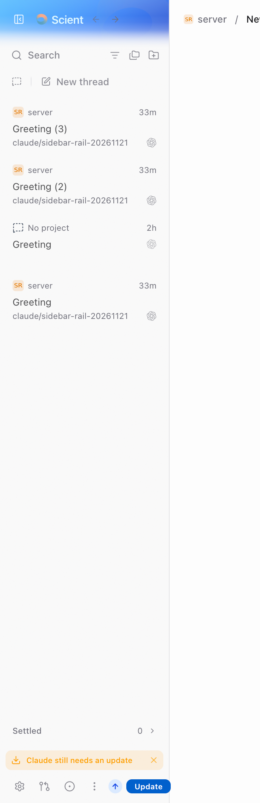 Scient
SR server / Ne
Search
New thread
SR server 33m
Greeting (3)
claude/sidebar-rail-20261121
SR server 33m
Greeting (2)
claude/sidebar-rail-20261121
No project 2h
Greeting
SR server 33m
Greeting
claude/sidebar-rail-20261121
Settled 0
Claude still needs an update
Update